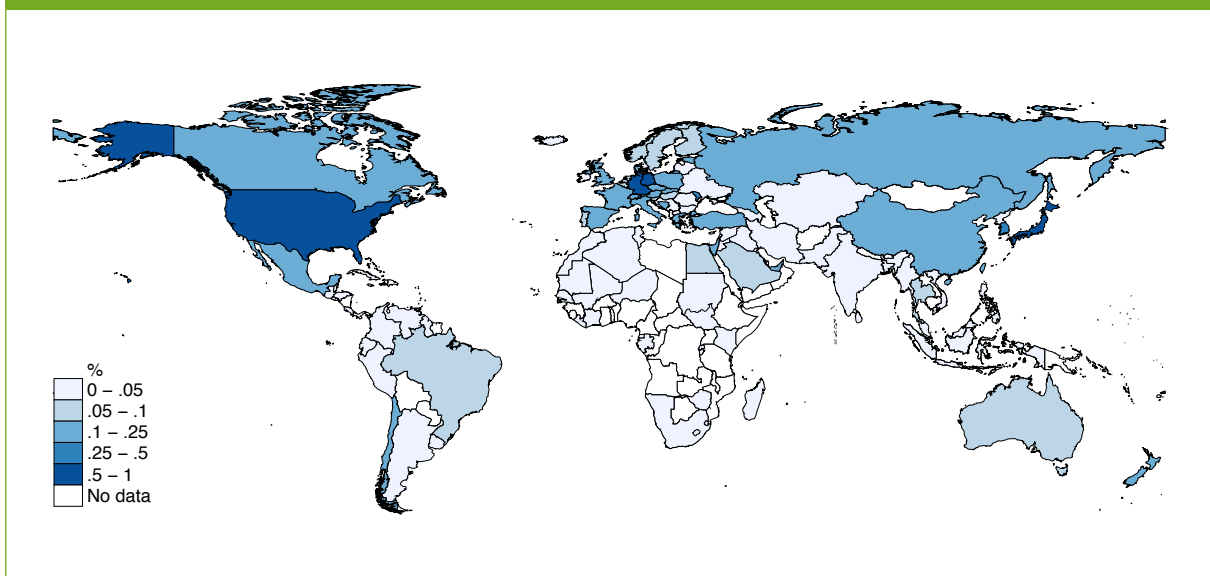 %
0 – .05
.05 – .1
.1 – .25
.25 – .5
.5 – 1
No data